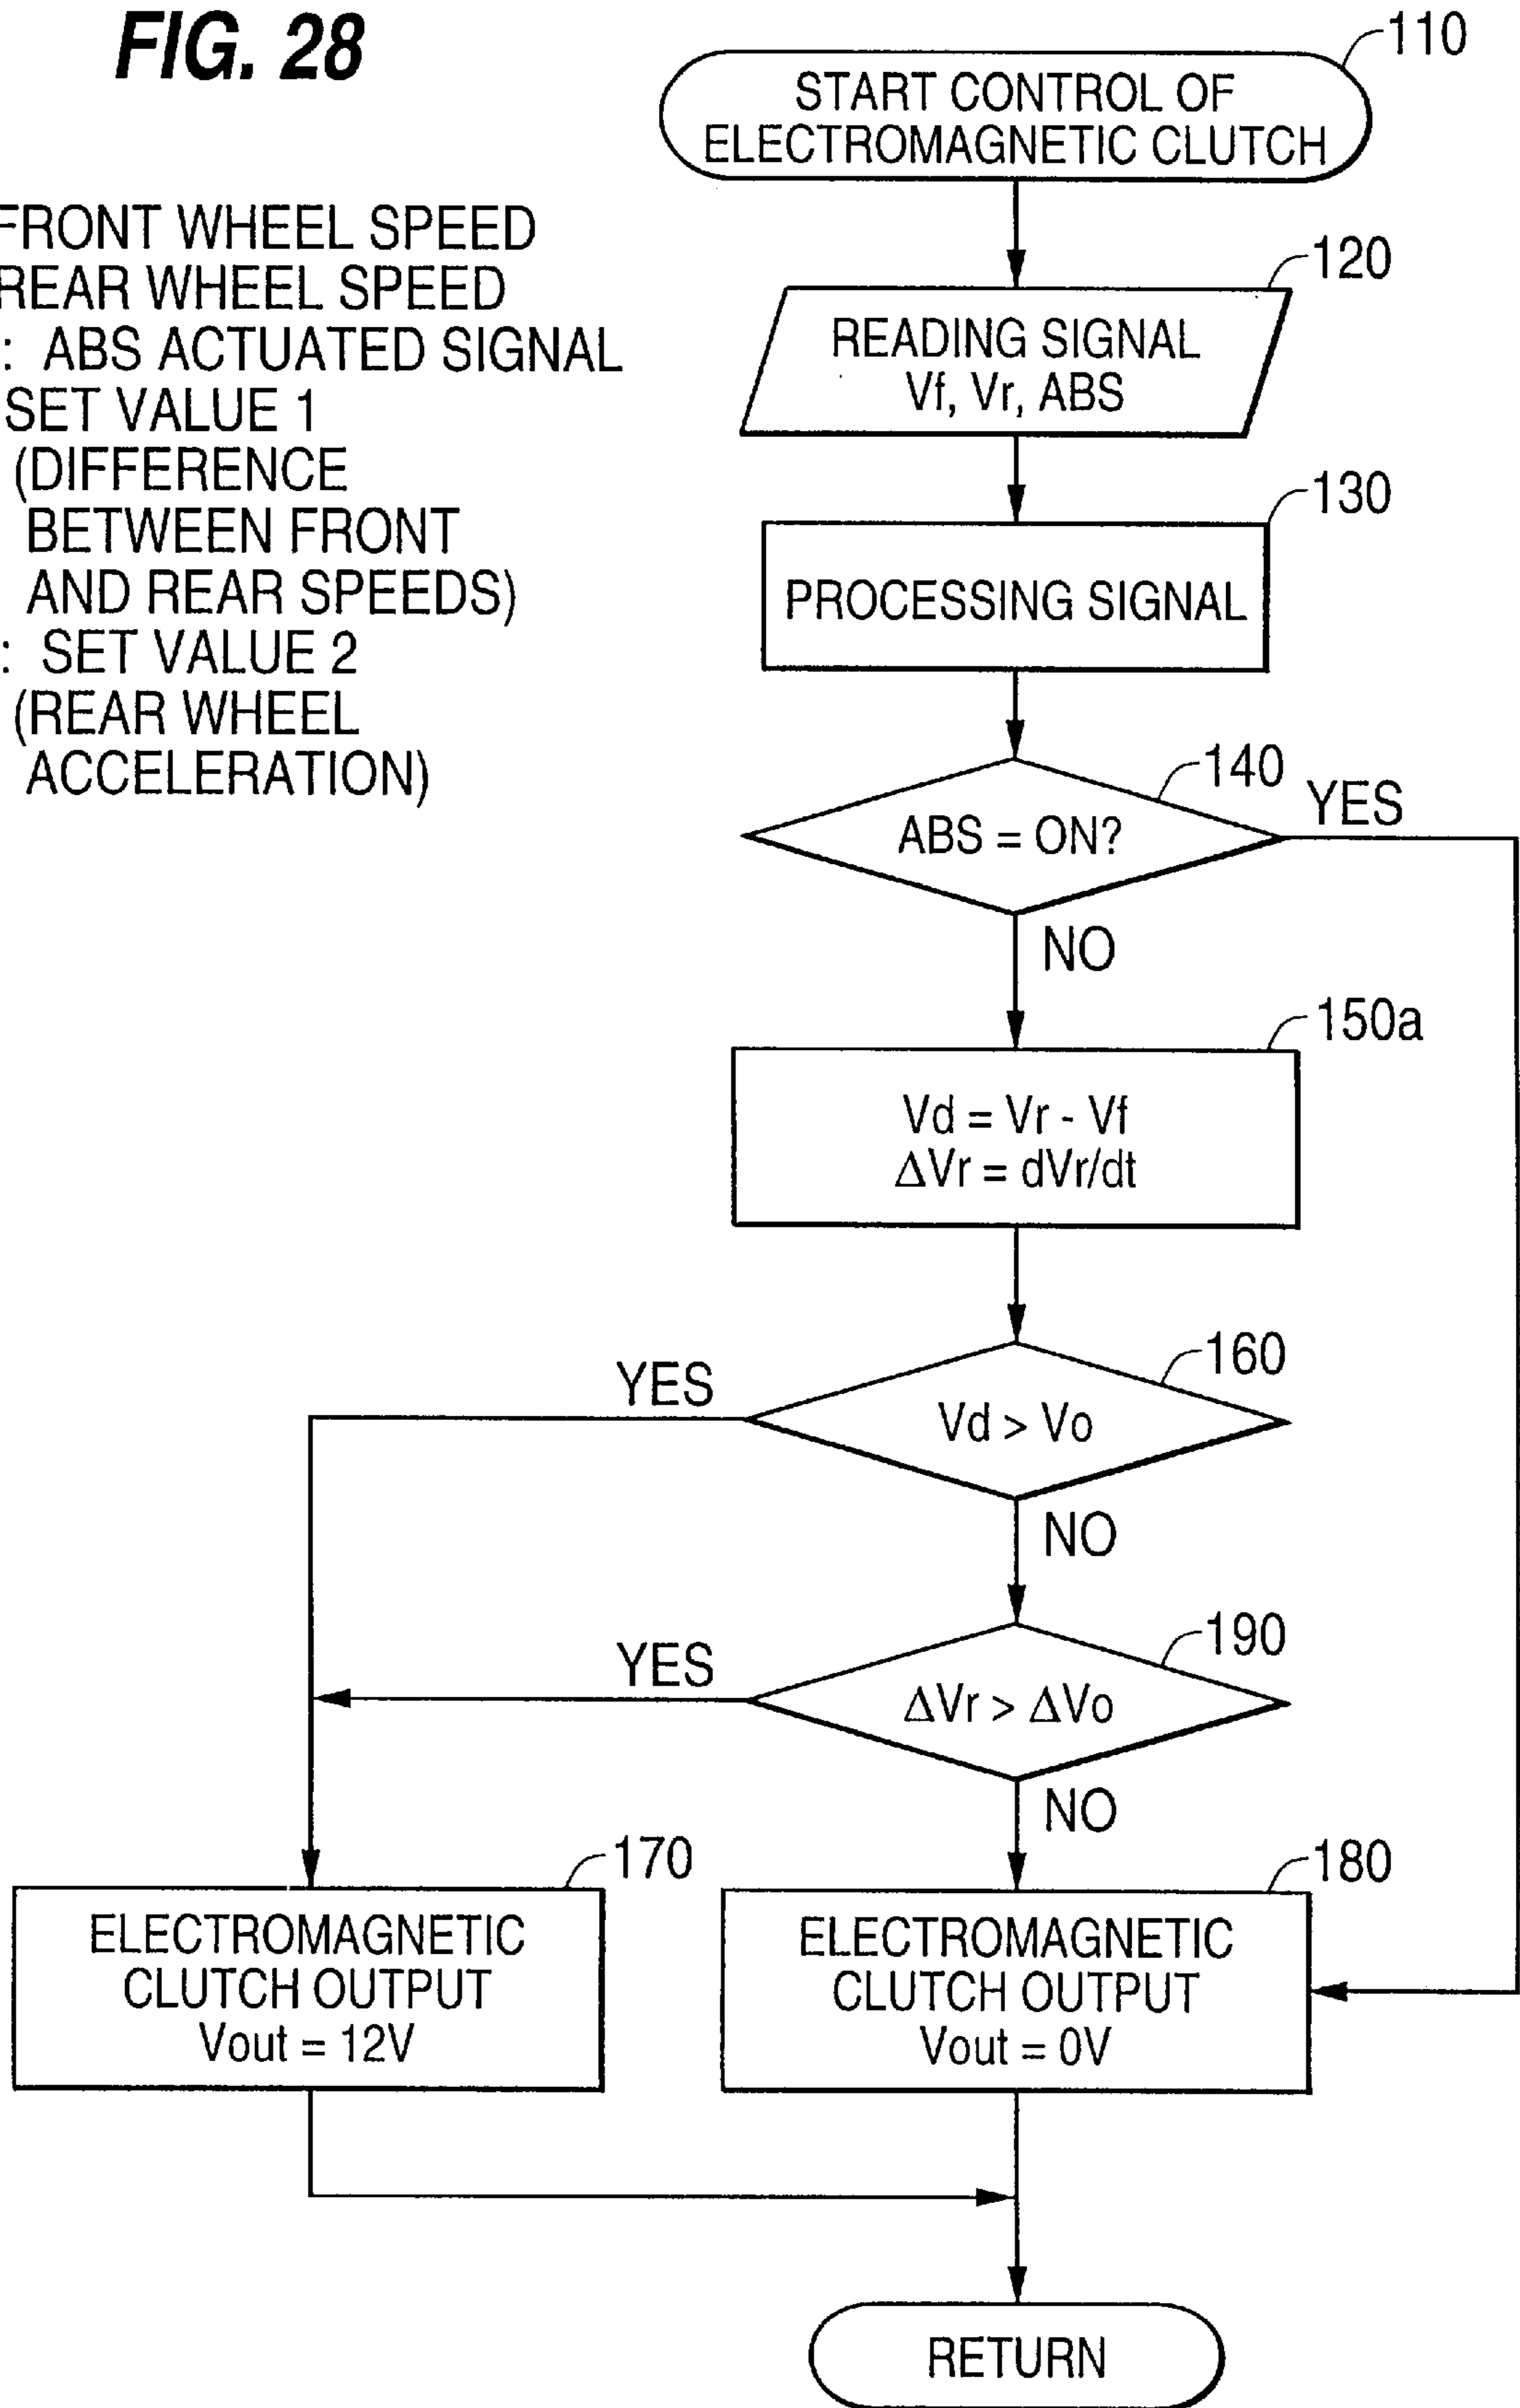 FIG. 28
FRONT WHEEL SPEED
REAR WHEEL SPEED
: ABS ACTUATED SIGNAL
SET VALUE 1
(DIFFERENCE
BETWEEN FRONT
AND REAR SPEEDS)
: SET VALUE 2
(REAR WHEEL
ACCELERATION)
110
START CONTROL OF
ELECTROMAGNETIC CLUTCH
120
READING SIGNAL
Vf, Vr, ABS
130
PROCESSING SIGNAL
140
ABS = ON?
YES
NO
150a
Vd = Vr - Vf
ΔVr = dVr/dt
160
YES
Vd > Vo
NO
190
YES
ΔVr > ΔVo
NO
170
ELECTROMAGNETIC
CLUTCH OUTPUT
Vout = 12V
180
ELECTROMAGNETIC
CLUTCH OUTPUT
Vout = 0V
RETURN